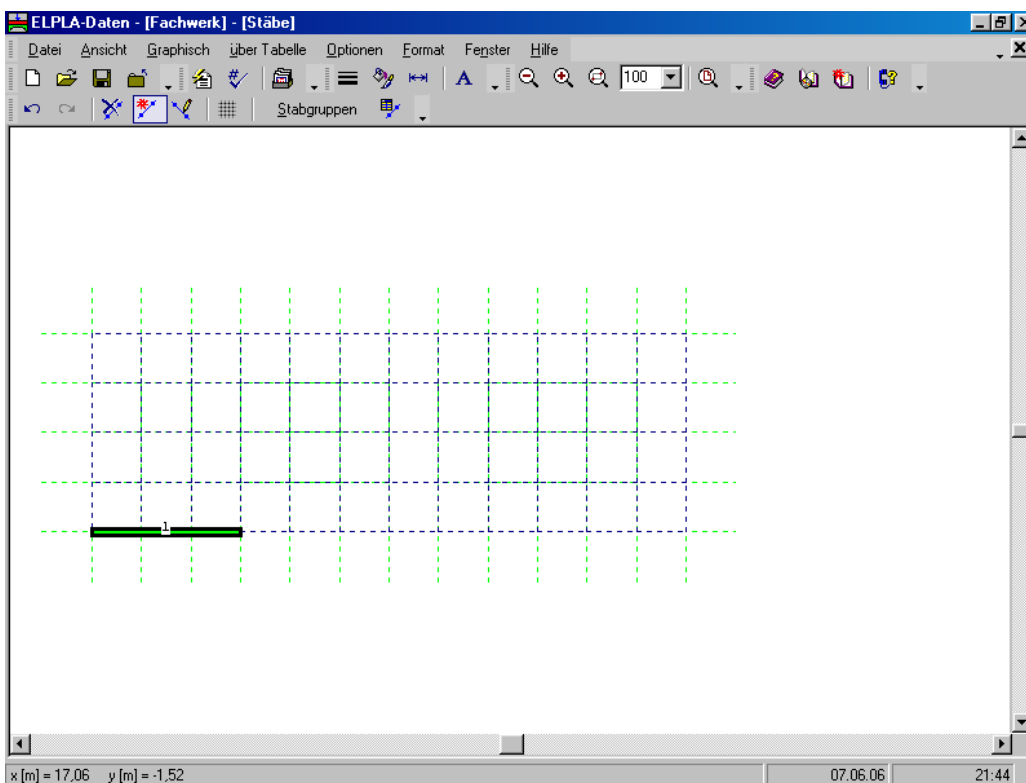 ELPLA-Daten - [Fachwerk] - [Stäbe]
Datei Ansicht Graphisch über Tabelle Optionen Format Fenster Hilfe
A 100
Stabgruppen
1
x [m] = 17,06 y [m] = -1,52 07.06.06 21:44